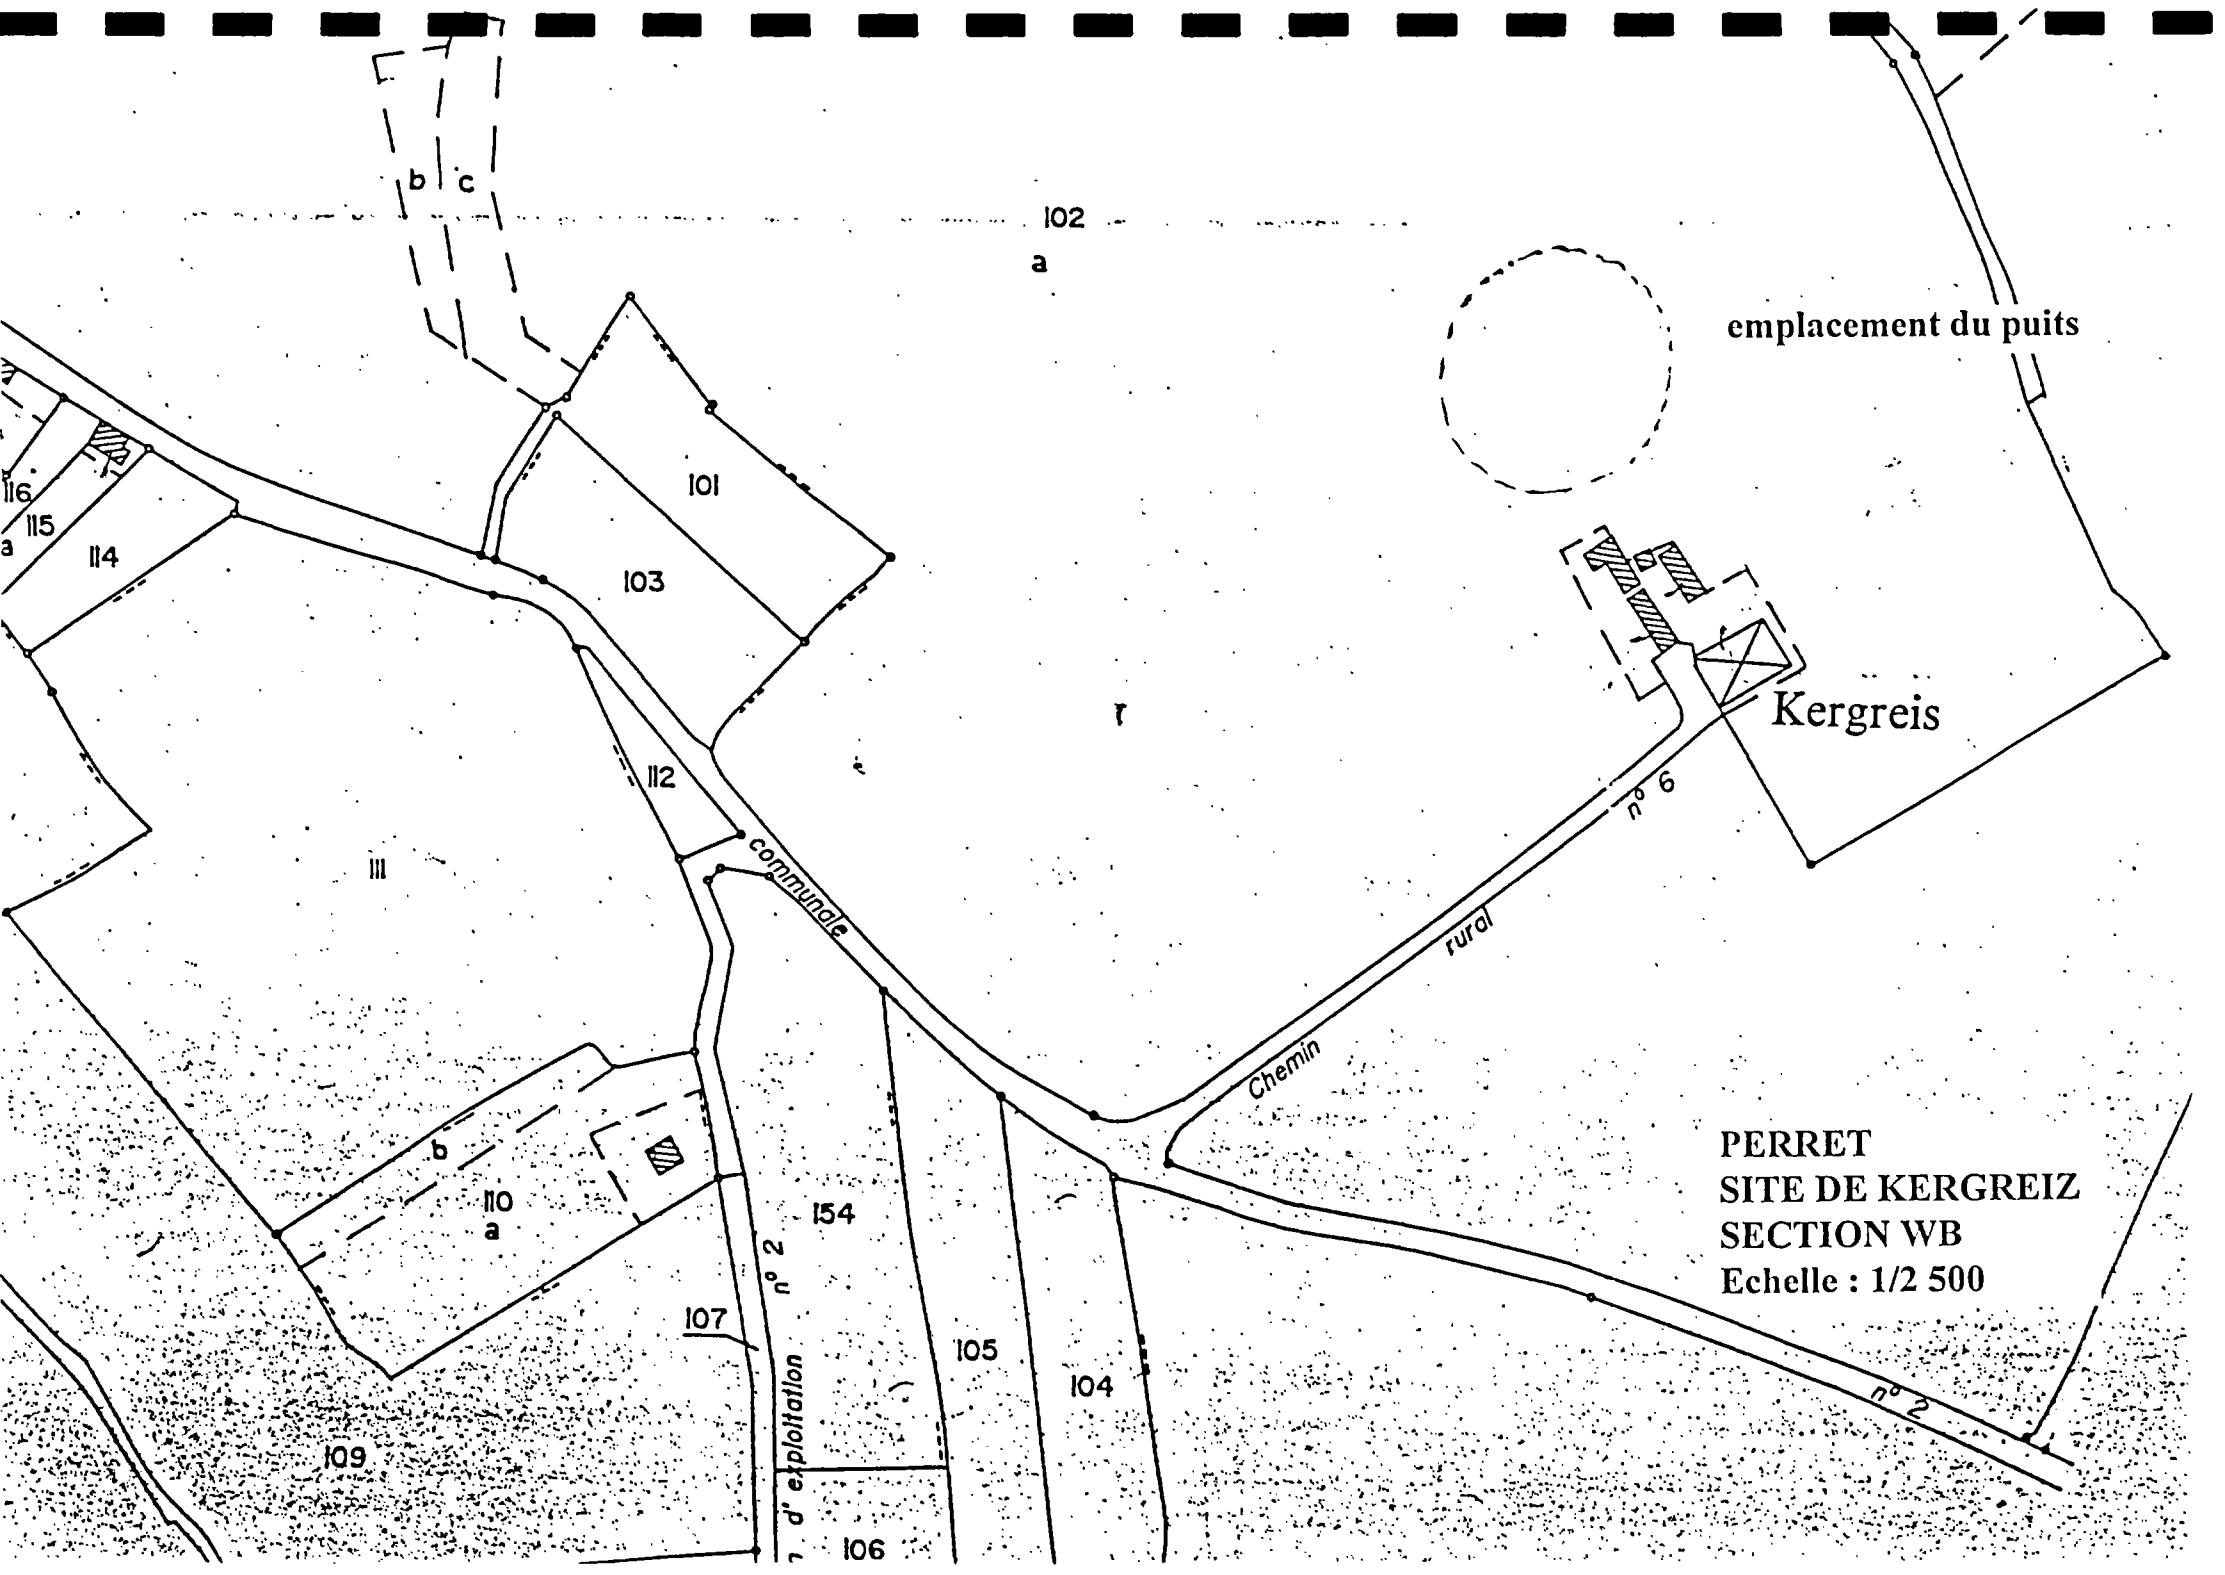 b c
102
a
emplacement du puits
116
115
a
114
101
103
Kergreis
112
n° 6
communale
111
rural
Chemin
PERRET
SITE DE KERGREIZ
SECTION WB
Echelle : 1/2 500
b
110
a
154
n° 2
107
105
104
n° 2
d' exploitation
109
106